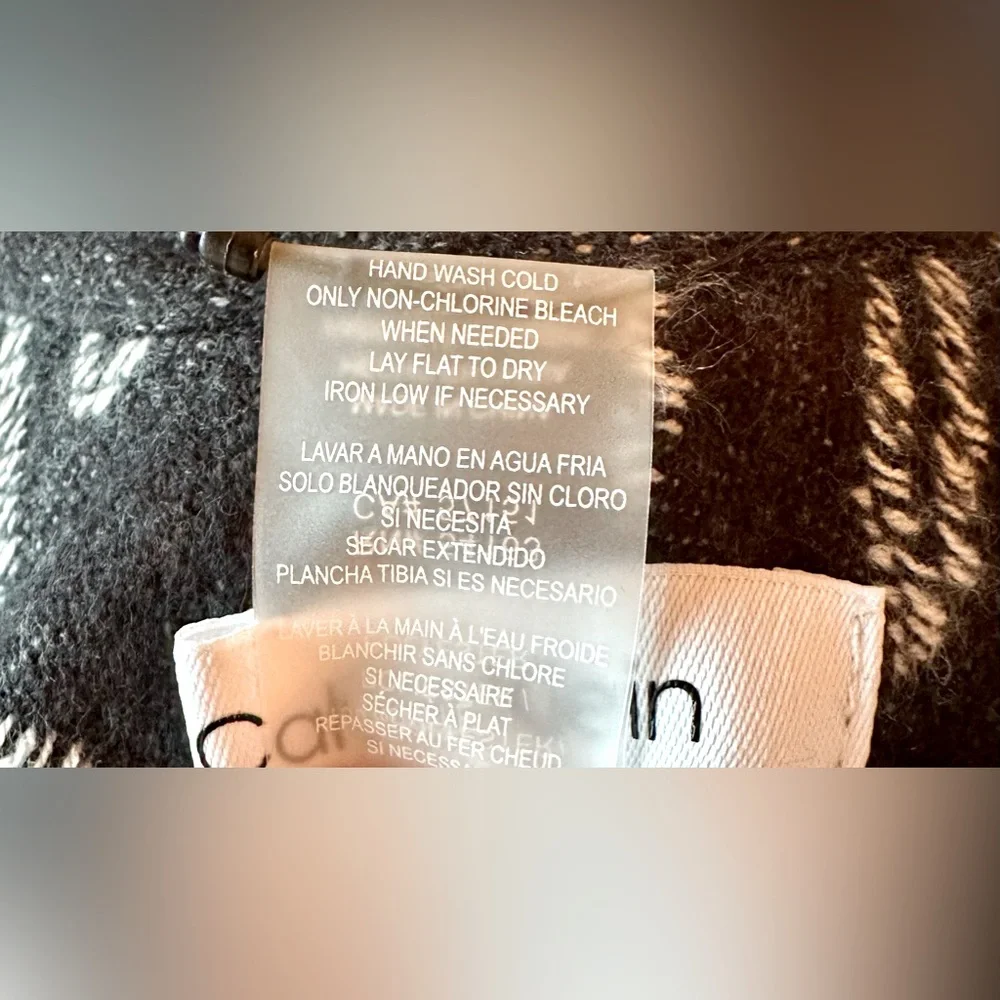 HAND WASH COLD
ONLY NON-CHLORINE BLEACH
WHEN NEEDED
LAY FLAT TO DRY
IRON LOW IF NECESSARY
LAVAR A MANO EN AGUA FRIA
SOLO BLANQUEADOR SIN CLORO
SI NECESITA
SECAR EXTENDIDO
PLANCHA TIBIA SI ES NECESARIO
LAVER À LA MAIN À L'EAU FROIDE
BLANCHIR SANS CHLORE
SI NECESSAIRE
SÉCHER À PLAT
REPASSER AU FER CHEUD